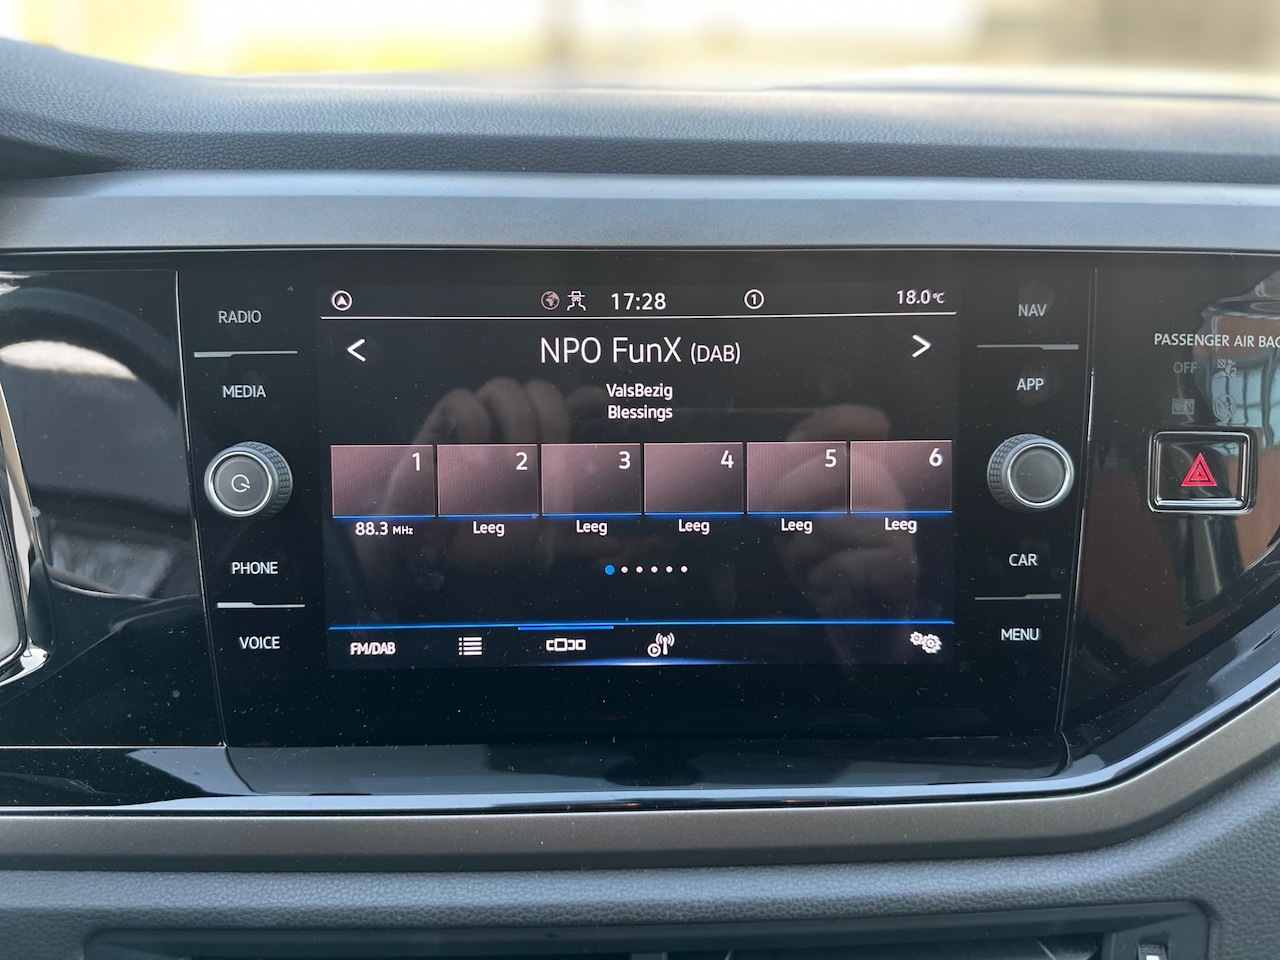 RADIO
MEDIA
PHONE
VOICE
17:28
1
18.0°C
NPO FunX (DAB)
ValsBezig
Blessings
1 2 3 4 5 6
88.3 MHz Leeg Leeg Leeg Leeg Leeg
FM/DAB
NAV
APP
CAR
MENU
PASSENGER AIR BAG
OFF